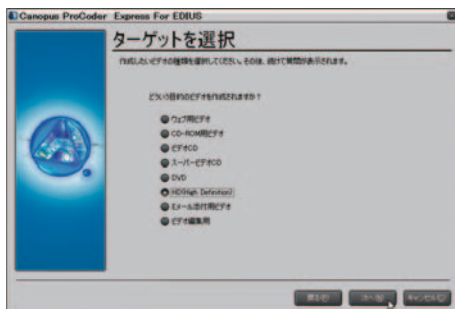 Canopus ProCoder Express For EDIUS
ターゲットを選択
作成したいビデオの種類を選択してください。その後、続けて質問が表示されます。
どういう目的のビデオを作成されますか?
ウェブ用ビデオ
CD-ROM用ビデオ
ビデオCD
スーパービデオCD
DVD
HD(High Definition)
Eメール添付用ビデオ
ビデオ編集用
戻る(B)
次へ(N)
キャンセル(C)